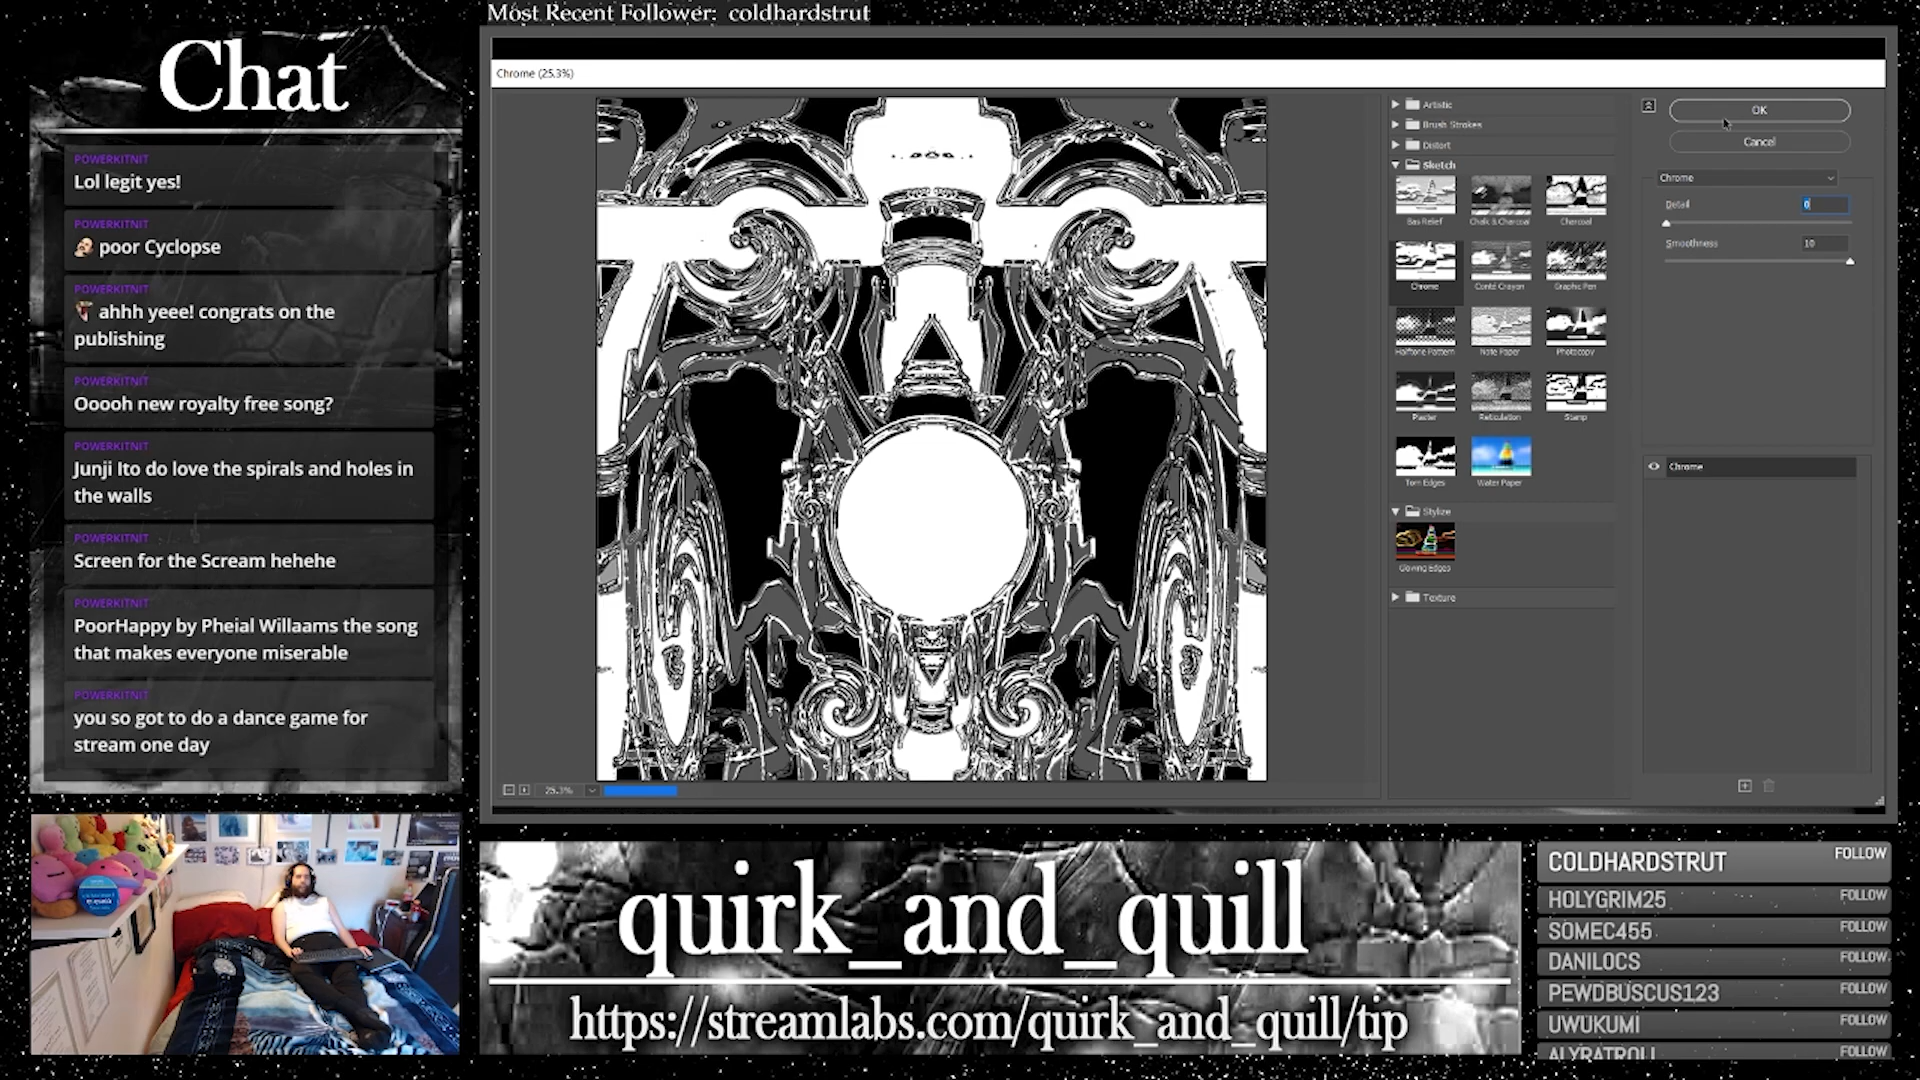 Most Recent Follower: coldhardstrut
Chat
POWERKITNIT
Lol legit yes!
POWERKITNIT
poor Cyclopse
POWERKITNIT
ahhh yeee! congrats on the
publishing
POWERKITNIT
Ooooh new royalty free song?
POWERKITNIT
Junji Ito do love the spirals and holes in
the walls
POWERKITNIT
Screen for the Scream hehehe
POWERKITNIT
PoorHappy by Pheial Willaams the song
that makes everyone miserable
POWERKITNIT
you so got to do a dance game for
stream one day
Chrome (25.3%)
Artistic
Brush Strokes
Distort
Sketch
Bas Relief
Chalk & Charcoal
Charcoal
Chrome
Conté Crayon
Graphic Pen
Halftone Pattern
Note Paper
Photocopy
Plaster
Reticulation
Stamp
Torn Edges
Water Paper
Stylize
Glowing Edges
Texture
OK
Cancel
Chrome
Detail
0
Smoothness
10
Chrome
25.3%
quirk_and_quill
https://streamlabs.com/quirk_and_quill/tip
COLDHARDSTRUT FOLLOW
HOLYGRIM25 FOLLOW
SOMEC455 FOLLOW
DANILOCS FOLLOW
PEWDBUSCUS123 FOLLOW
UWUKUMI FOLLOW
ALYRATROLL FOLLOW